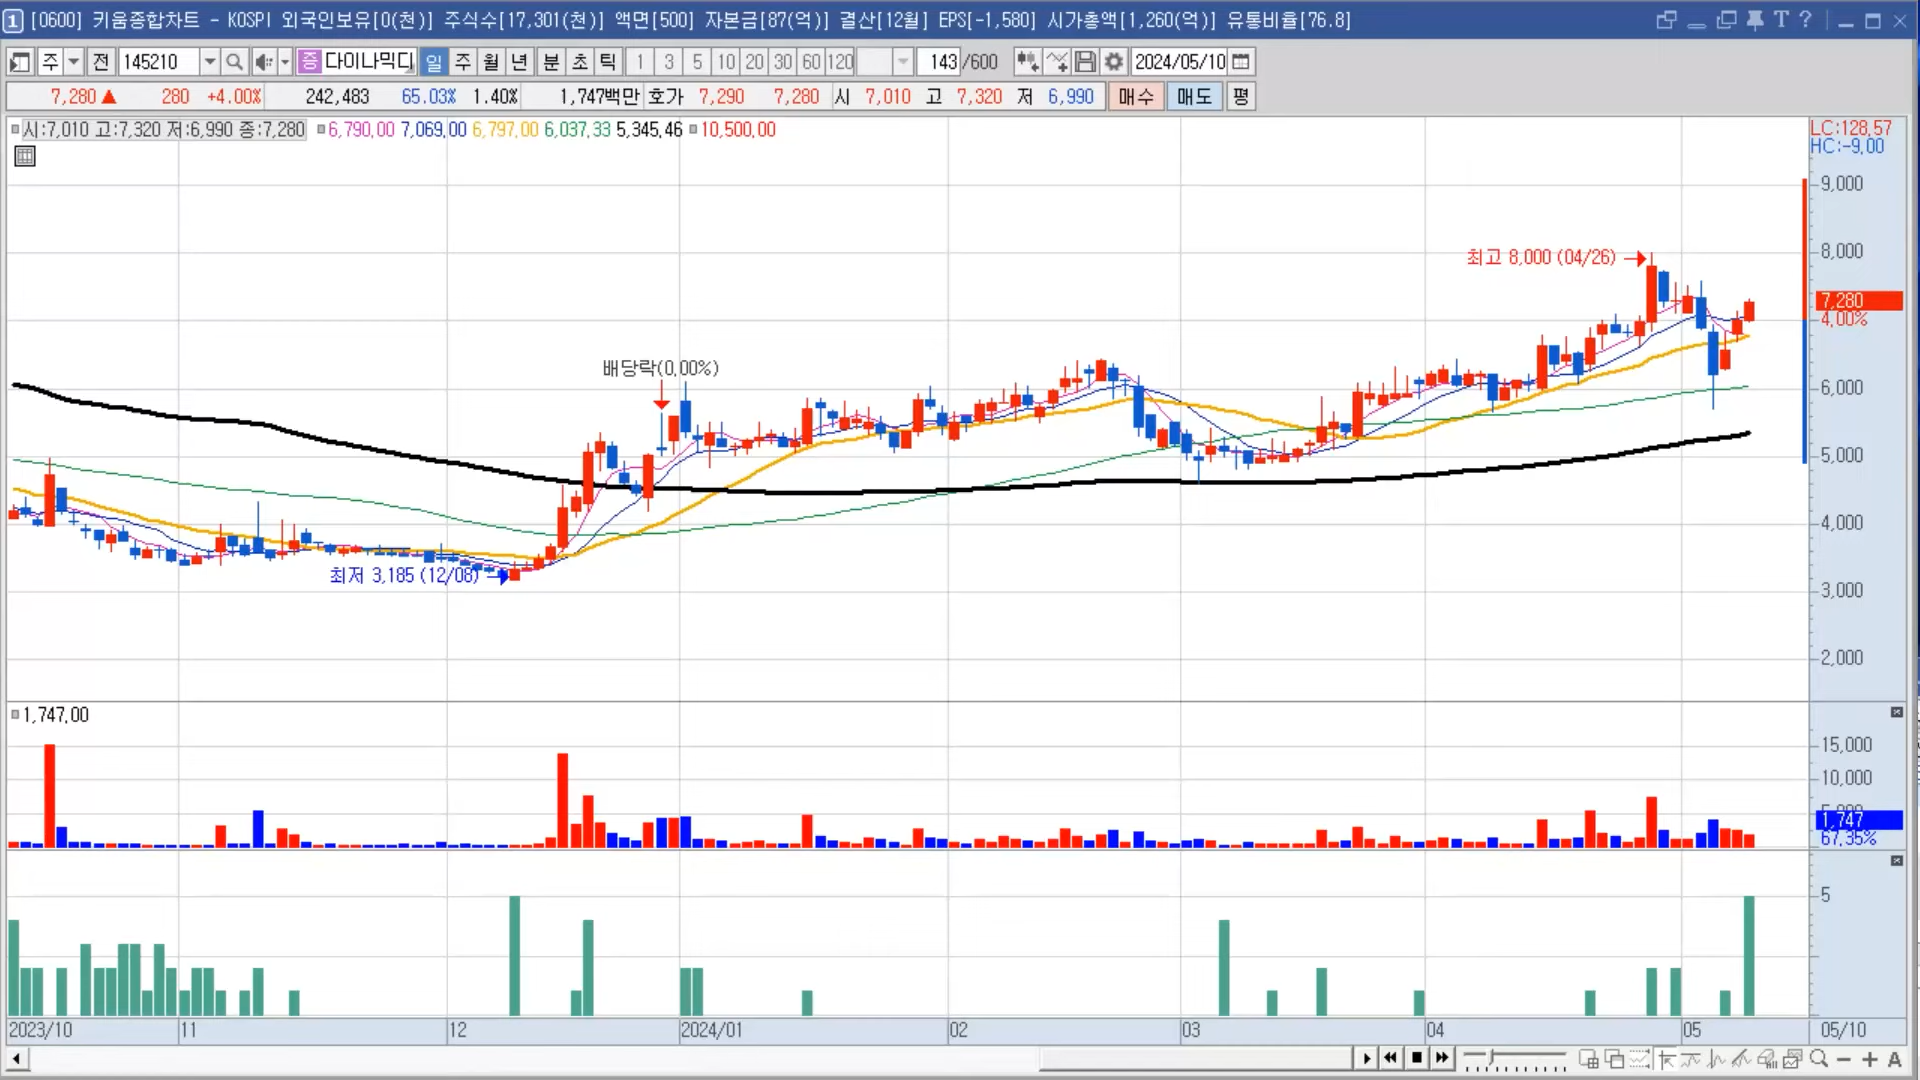 1 [0600] 키움종합차트 - KOSPI 외국인보유[0(천)] 주식수[17,301(천)] 액면[500] 자본금[87(억)] 결산[12월] EPS[-1,580] 시가총액[1,260(억)] 유통비율[76.8]
주 전 145210 증 다이나믹디 일 주 월 년 분 초 틱 1 3 5 10 20 30 60 120 143 /600 2024/05/10
7,280 ▲ 280 +4.00% 242,483 65.03% 1.40% 1,747백만 호가 7,290 7,280 시 7,010 고 7,320 저 6,990 매수 매도 평
시:7,010 고:7,320 저:6,990 종:7,280 6,790.00 7,069.00 6,797.00 6,037.33 5,345.46 10,500.00
LC:128.57
HC:-9.00
9,000
8,000
최고 8,000 (04/26)
7,280
4.00%
배당락(0.00%)
6,000
5,000
4,000
최저 3,185 (12/08)
3,000
2,000
1,747.00
15,000
10,000
1,747
67.35%
5
2023/10 11 12 2024/01 02 03 04 05 05/10
A